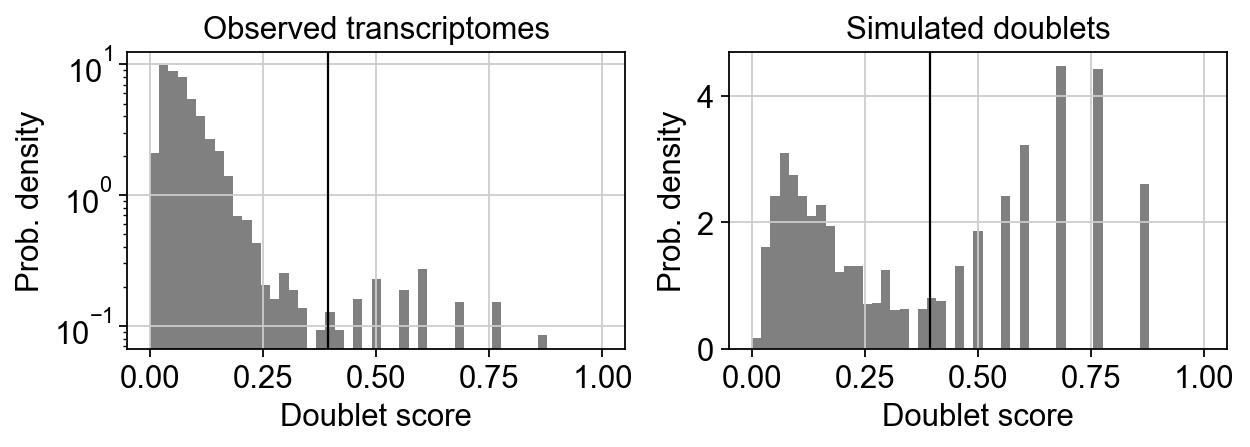 Observed transcriptomes
Prob. density
10^1
10^0
10^−1
0.00 0.25 0.50 0.75 1.00
Doublet score
Simulated doublets
Prob. density
4
2
0
0.00 0.25 0.50 0.75 1.00
Doublet score